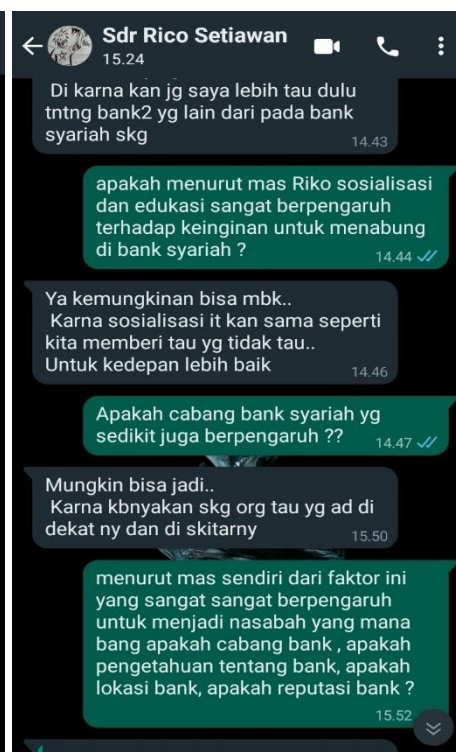 Sdr Rico Setiawan
15.24
Di karna kan jg saya lebih tau dulu
tntng bank2 yg lain dari pada bank
syariah skg
14.43
apakah menurut mas Riko sosialisasi
dan edukasi sangat berpengaruh
terhadap keinginan untuk menabung
di bank syariah ?
14.44
Ya kemungkinan bisa mbk..
Karna sosialisasi it kan sama seperti
kita memberi tau yg tidak tau..
Untuk kedepan lebih baik
14.46
Apakah cabang bank syariah yg
sedikit juga berpengaruh ??
14.47
Mungkin bisa jadi..
Karna kbnyakan skg org tau yg ad di
dekat ny dan di skitarny
15.50
menurut mas sendiri dari faktor ini
yang sangat sangat berpengaruh
untuk menjadi nasabah yang mana
bang apakah cabang bank , apakah
pengetahuan tentang bank, apakah
lokasi bank, apakah reputasi bank ?
15.52